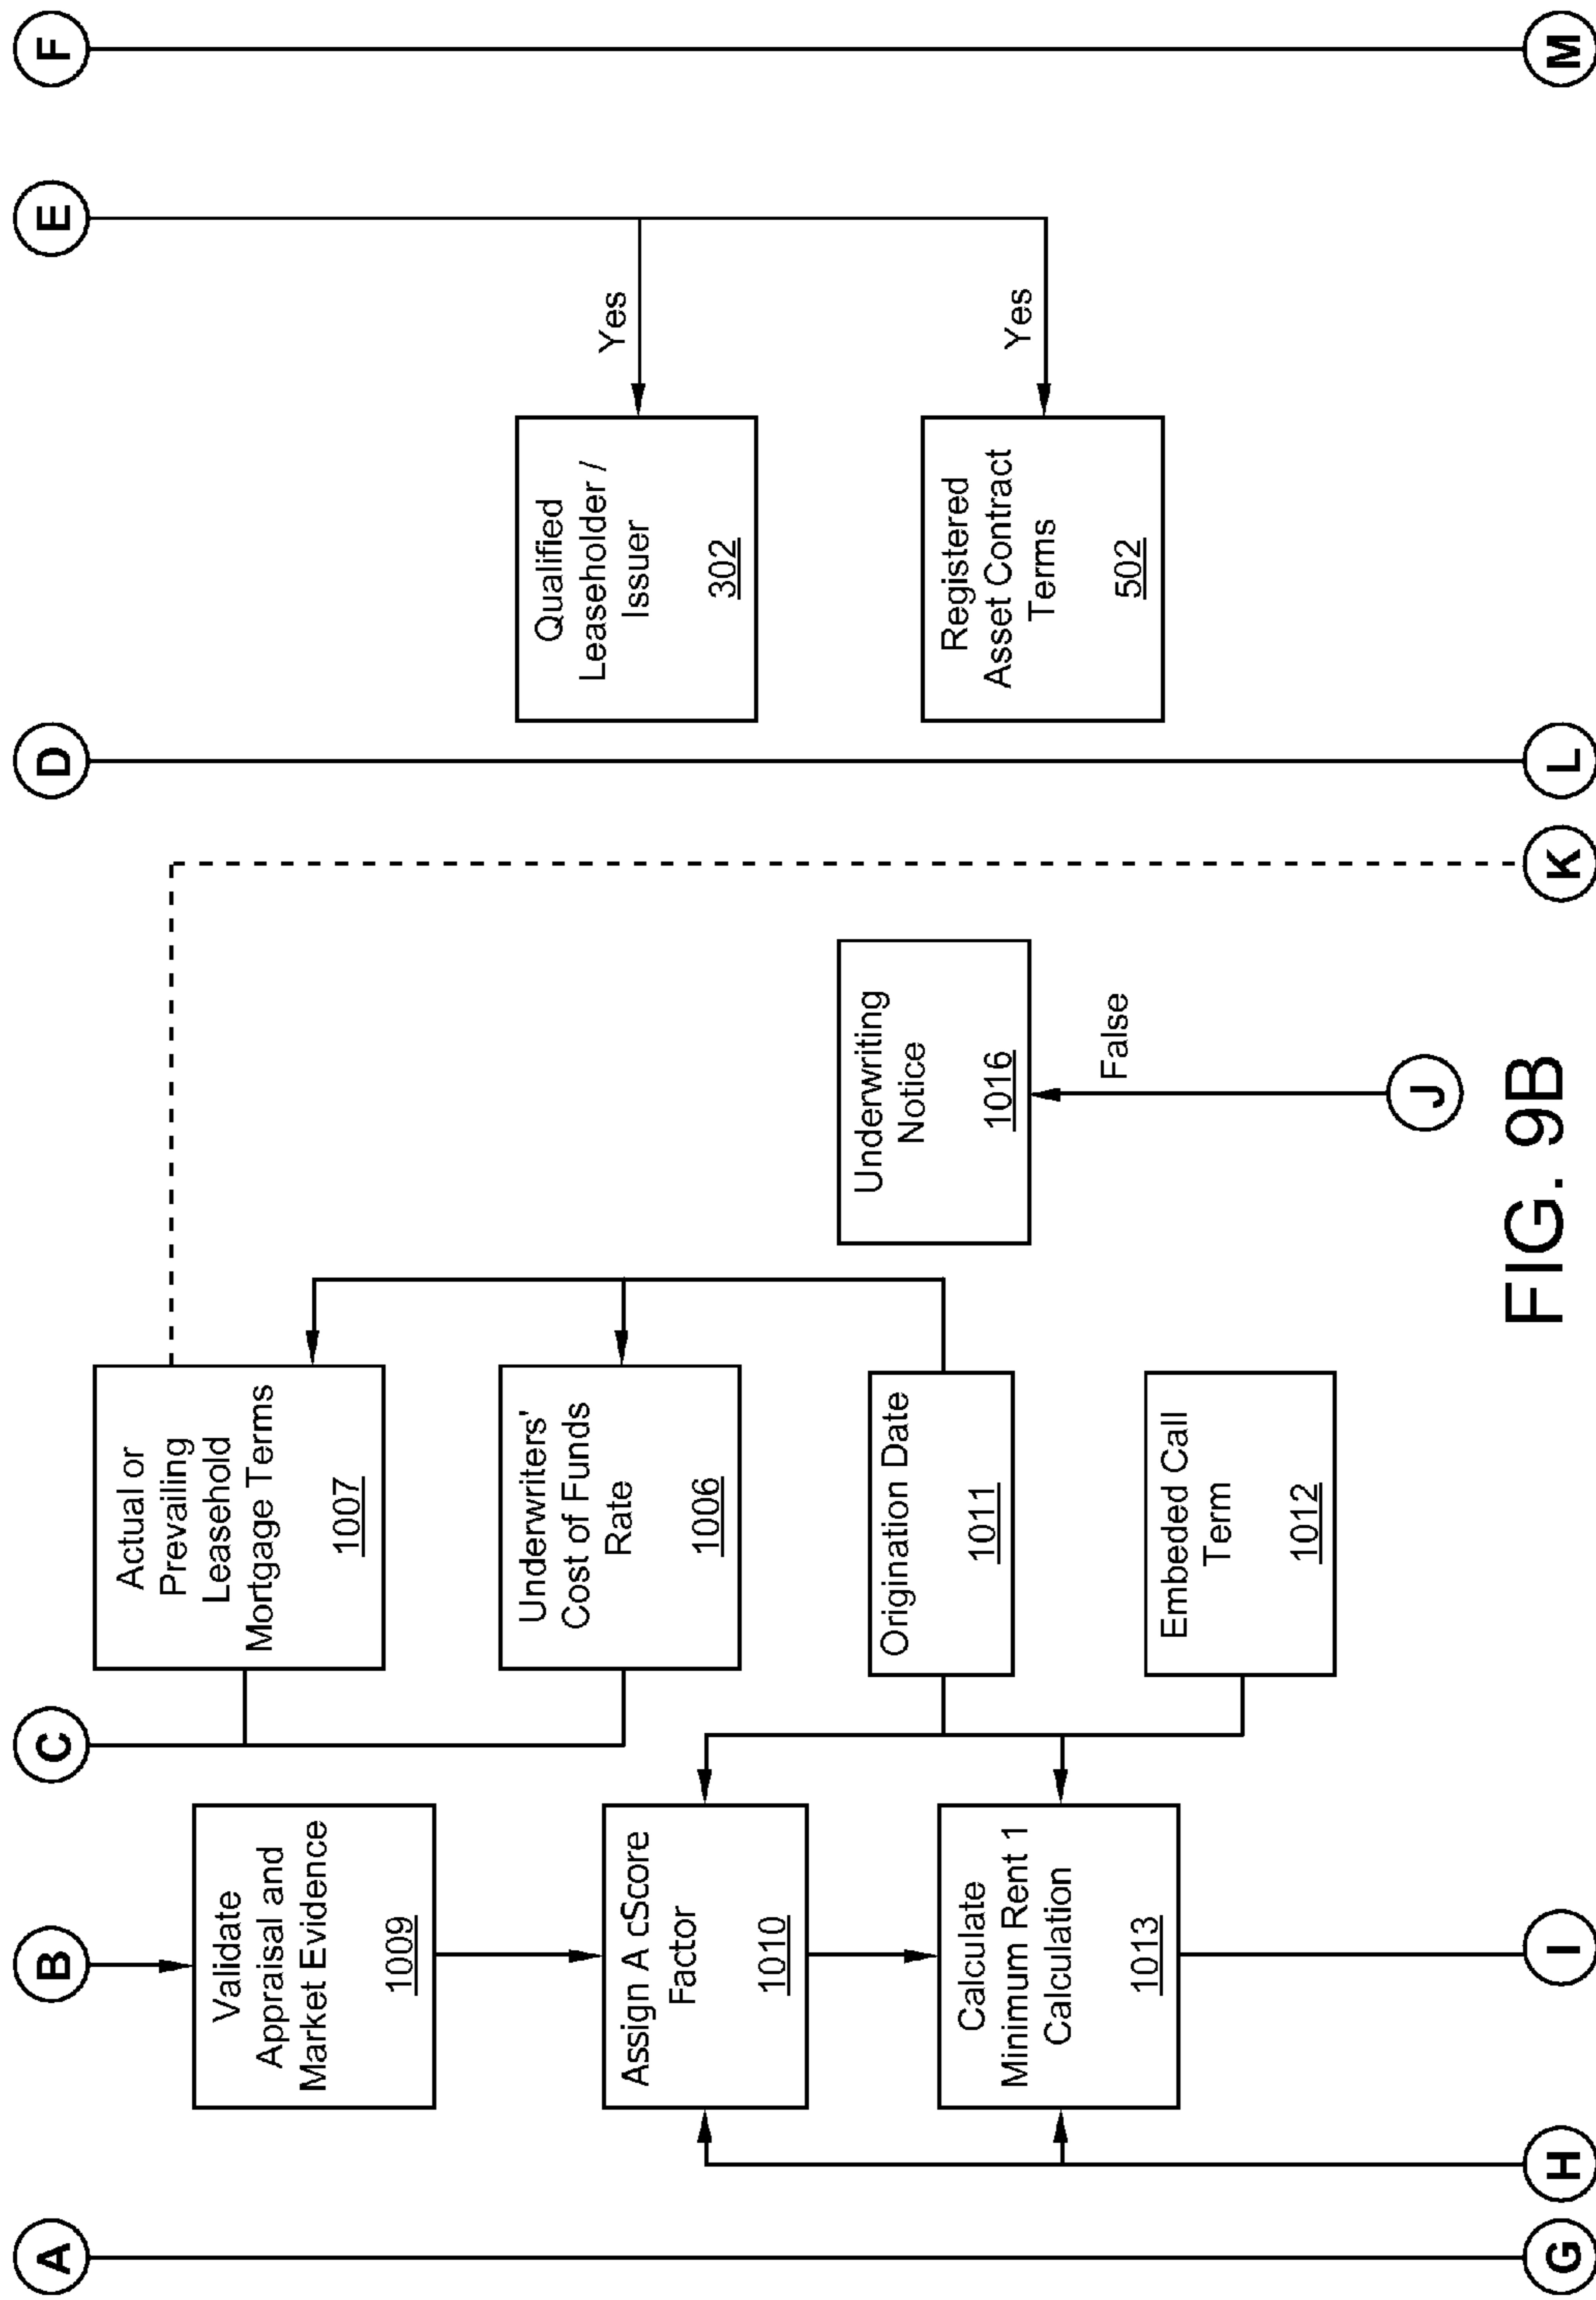 A
B
C
D
E
F
Validate
Appraisal and
Market Evidence
1009
Actual or
Prevailing
Leasehold
Mortgage Terms
1007
Assign A cScore
Factor
1010
Underwriters'
Cost of Funds
Rate
1006
Qualified
Leaseholder /
Issuer
302
Yes
Calculate
Minimum Rent 1
Calculation
1013
Origination Date
1011
Embeded Call
Term
1012
Underwriting
Notice
1016
False
Registered
Asset Contract
Terms
502
Yes
J
G
H
I
K
L
M
FIG. 9B